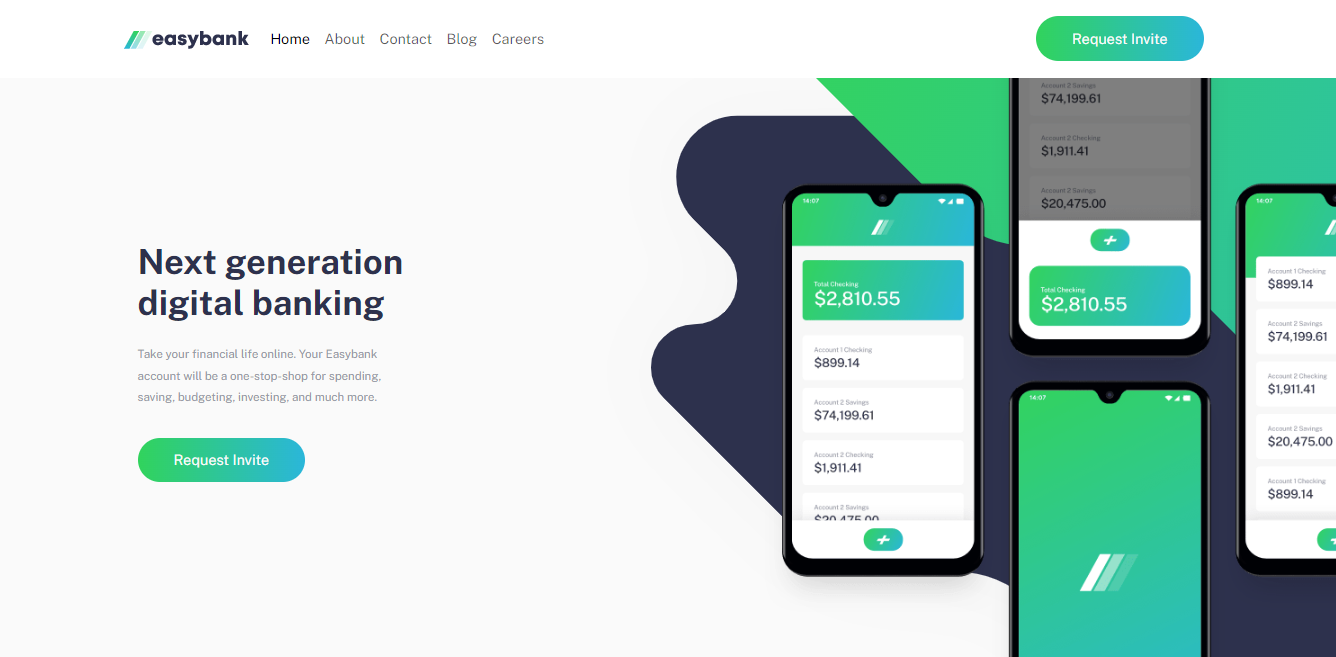 easybank
Home About Contact Blog Careers
Request Invite
Next generation
digital banking
Take your financial life online. Your Easybank
account will be a one-stop-shop for spending,
saving, budgeting, investing, and much more.
Request Invite
14:07
Total Checking
$2,810.55
Account 1 Checking
$899.14
Account 2 Savings
$74,199.61
Account 2 Checking
$1,911.41
Account 2 Savings
$20,475.00
Account 2 Savings
$74,199.61
Account 2 Checking
$1,911.41
Account 2 Savings
$20,475.00
Total Checking
$2,810.55
14:07
14:07
Account 1 Checking
$899.14
Account 2 Savings
$74,199.61
Account 2 Checking
$1,911.41
Account 2 Savings
$20,475.00
Account 1 Checking
$899.14